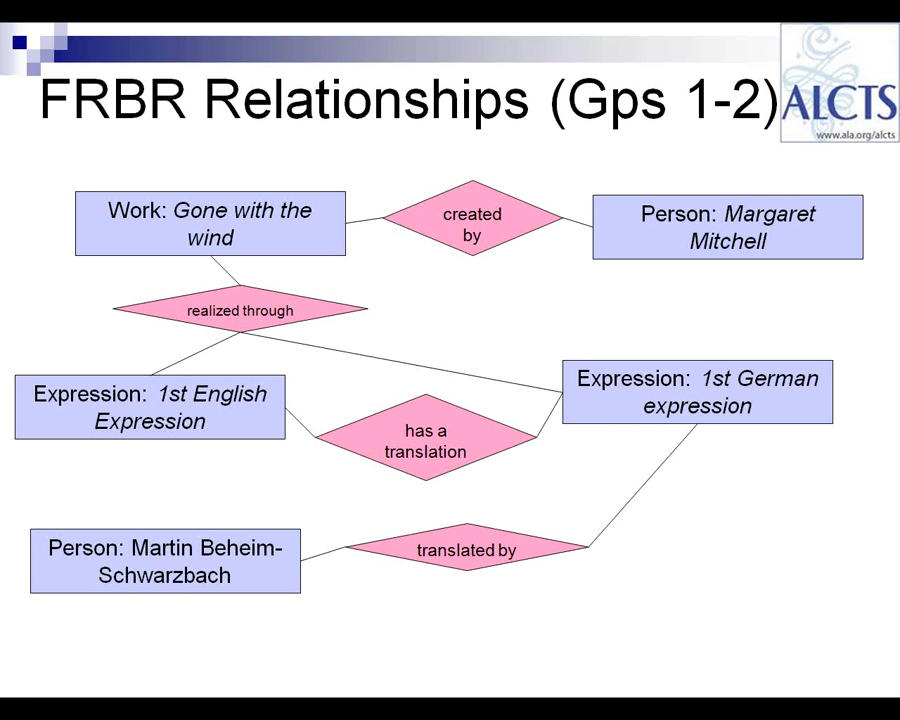 FRBR Relationships (Gps 1-2)
ALCTS
www.ala.org/alcts
Work: Gone with the
wind
created
by
Person: Margaret
Mitchell
realized through
Expression: 1st English
Expression
has a
translation
Expression: 1st German
expression
Person: Martin Beheim-
Schwarzbach
translated by